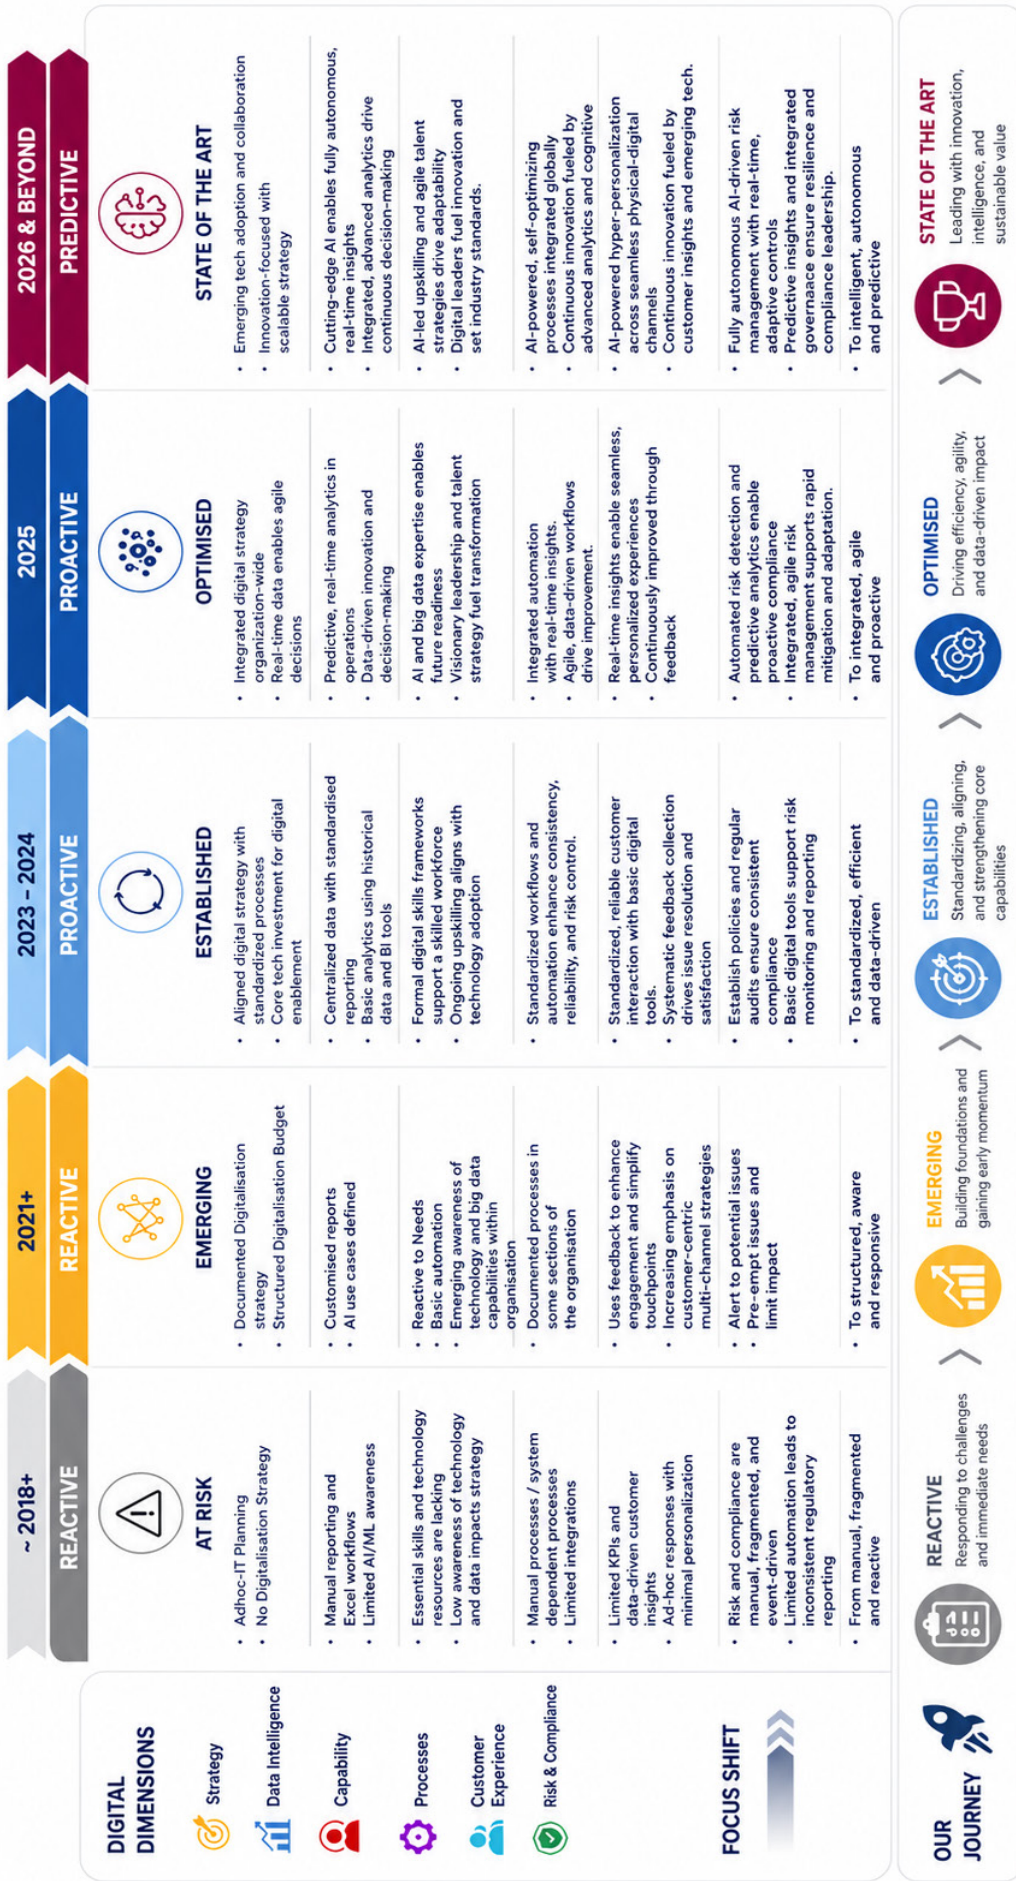 ~ 2018+
2021+
2023 – 2024
2025
2026 & BEYOND
REACTIVE
REACTIVE
PROACTIVE
PROACTIVE
PREDICTIVE
DIGITAL
DIMENSIONS
AT RISK
EMERGING
ESTABLISHED
OPTIMISED
STATE OF THE ART
Strategy
• Adhoc-IT Planning
• No Digitalisation Strategy
• Documented Digitalisation
strategy
• Structured Digitalisation Budget
• Aligned digital strategy with
standardized processes
• Core tech investment for digital
enablement
• Integrated digital strategy
organization-wide
• Real-time data enables agile
decisions
• Emerging tech adoption and collaboration
• Innovation-focused with
scalable strategy
Data Intelligence
• Manual reporting and
Excel workflows
• Limited AI/ML awareness
• Customised reports
• AI use cases defined
• Centralized data with standardised
reporting
• Basic analytics using historical
data and BI tools
• Predictive, real-time analytics in
operations
• Data-driven innovation and
decision-making
• Cutting-edge AI enables fully autonomous,
real-time insights
• Integrated, advanced analytics drive
continuous decision-making
Capability
• Essential skills and technology
resources are lacking
• Low awareness of technology
and data impacts strategy
• Reactive to Needs
• Basic automation
• Emerging awareness of
technology and big data
capabilities within
organisation
• Formal digital skills frameworks
support a skilled workforce
• Ongoing upskilling aligns with
technology adoption
• AI and big data expertise enables
future readiness
• Visionary leadership and talent
strategy fuel transformation
• AI-led upskilling and agile talent
strategies drive adaptability
• Digital leaders fuel innovation and
set industry standards.
Processes
• Manual processes / system
dependent processes
• Limited integrations
• Documented processes in
some sections of
the organisation
• Standardized workflows and
automation enhance consistency,
reliability, and risk control.
• Integrated automation
with real-time insights.
• Agile, data-driven workflows
drive improvement.
• AI-powered, self-optimizing
processes integrated globally
• Continuous innovation fueled by
advanced analytics and cognitive
Customer
Experience
• Limited KPIs and
data-driven customer
insights
• Ad-hoc responses with
minimal personalization
• Uses feedback to enhance
engagement and simplify
touchpoints
• Increasing emphasis on
customer-centric
multi-channel strategies
• Standardized, reliable customer
interaction with basic digital
tools.
• Systematic feedback collection
drives issue resolution and
satisfaction
• Real-time insights enable seamless,
personalized experiences
• Continuously improved through
feedback
• AI-powered hyper-personalization
across seamless physical-digital
channels
• Continuous innovation fueled by
customer insights and emerging tech.
Risk & Compliance
• Risk and compliance are
manual, fragmented, and
event-driven
• Limited automation leads to
inconsistent regulatory
reporting
• Alert to potential issues
• Pre-empt issues and
limit impact
• Establish policies and regular
audits ensure consistent
compliance
• Basic digital tools support risk
monitoring and reporting
• Automated risk detection and
predictive analytics enable
proactive compliance
• Integrated, agile risk
management supports rapid
mitigation and adaptation.
• Fully autonomous AI-driven risk
management with real-time,
adaptive controls
• Predictive insights and integrated
governaace ensure resilience and
compliance leadership.
FOCUS SHIFT
• From manual, fragmented
and reactive
• To structured, aware
and responsive
• To standardized, efficient
and data-driven
• To integrated, agile
and proactive
• To intelligent, autonomous
and predictive
OUR
JOURNEY
REACTIVE
Responding to challenges
and immediate needs
EMERGING
Building foundations and
gaining early momentum
ESTABLISHED
Standardizing, aligning,
and strengthening core
capabilities
OPTIMISED
Driving efficiency, agility,
and data-driven impact
STATE OF THE ART
Leading with innovation,
intelligence, and
sustainable value